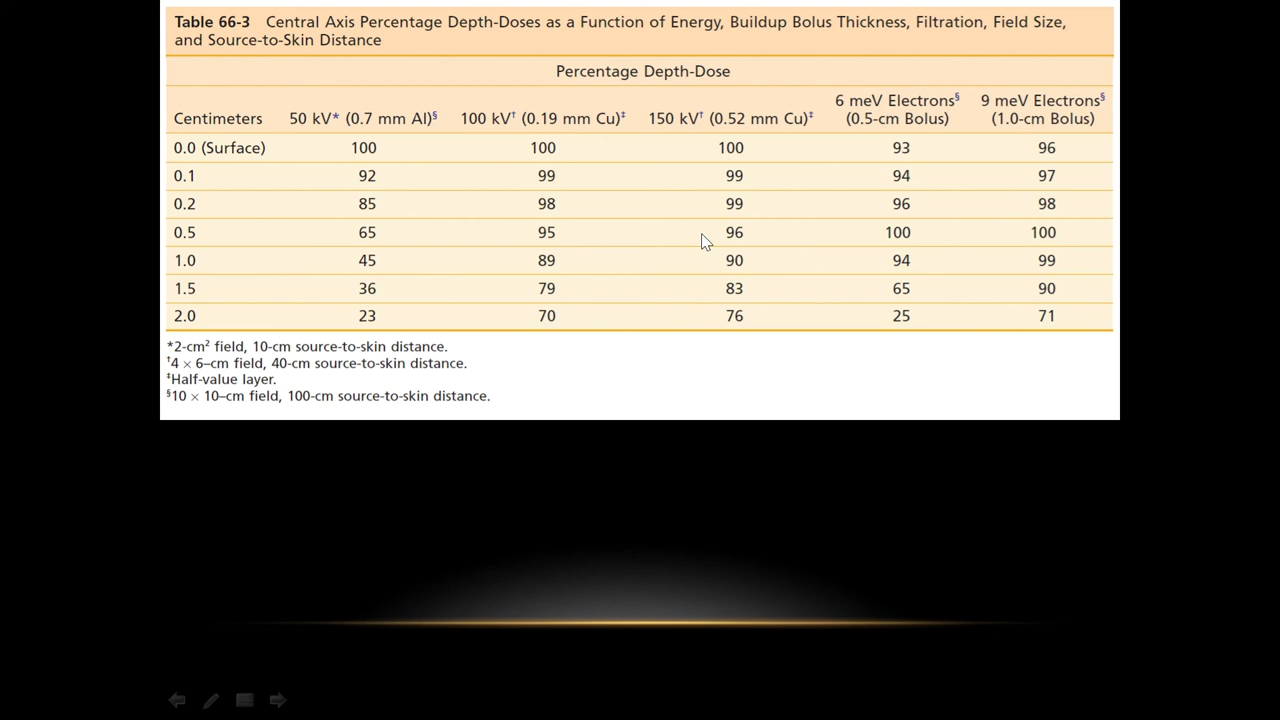 Table 66-3 Central Axis Percentage Depth-Doses as a Function of Energy, Buildup Bolus Thickness, Filtration, Field Size,
and Source-to-Skin Distance
Percentage Depth-Dose
Centimeters 50 kV* (0.7 mm Al)§ 100 kV† (0.19 mm Cu)‡ 150 kV† (0.52 mm Cu)‡ 6 meV Electrons§ (0.5-cm Bolus) 9 meV Electrons§ (1.0-cm Bolus)
0.0 (Surface) 100 100 100 93 96
0.1 92 99 99 94 97
0.2 85 98 99 96 98
0.5 65 95 96 100 100
1.0 45 89 90 94 99
1.5 36 79 83 65 90
2.0 23 70 76 25 71
*2-cm² field, 10-cm source-to-skin distance.
†4 × 6–cm field, 40-cm source-to-skin distance.
‡Half-value layer.
§10 × 10–cm field, 100-cm source-to-skin distance.